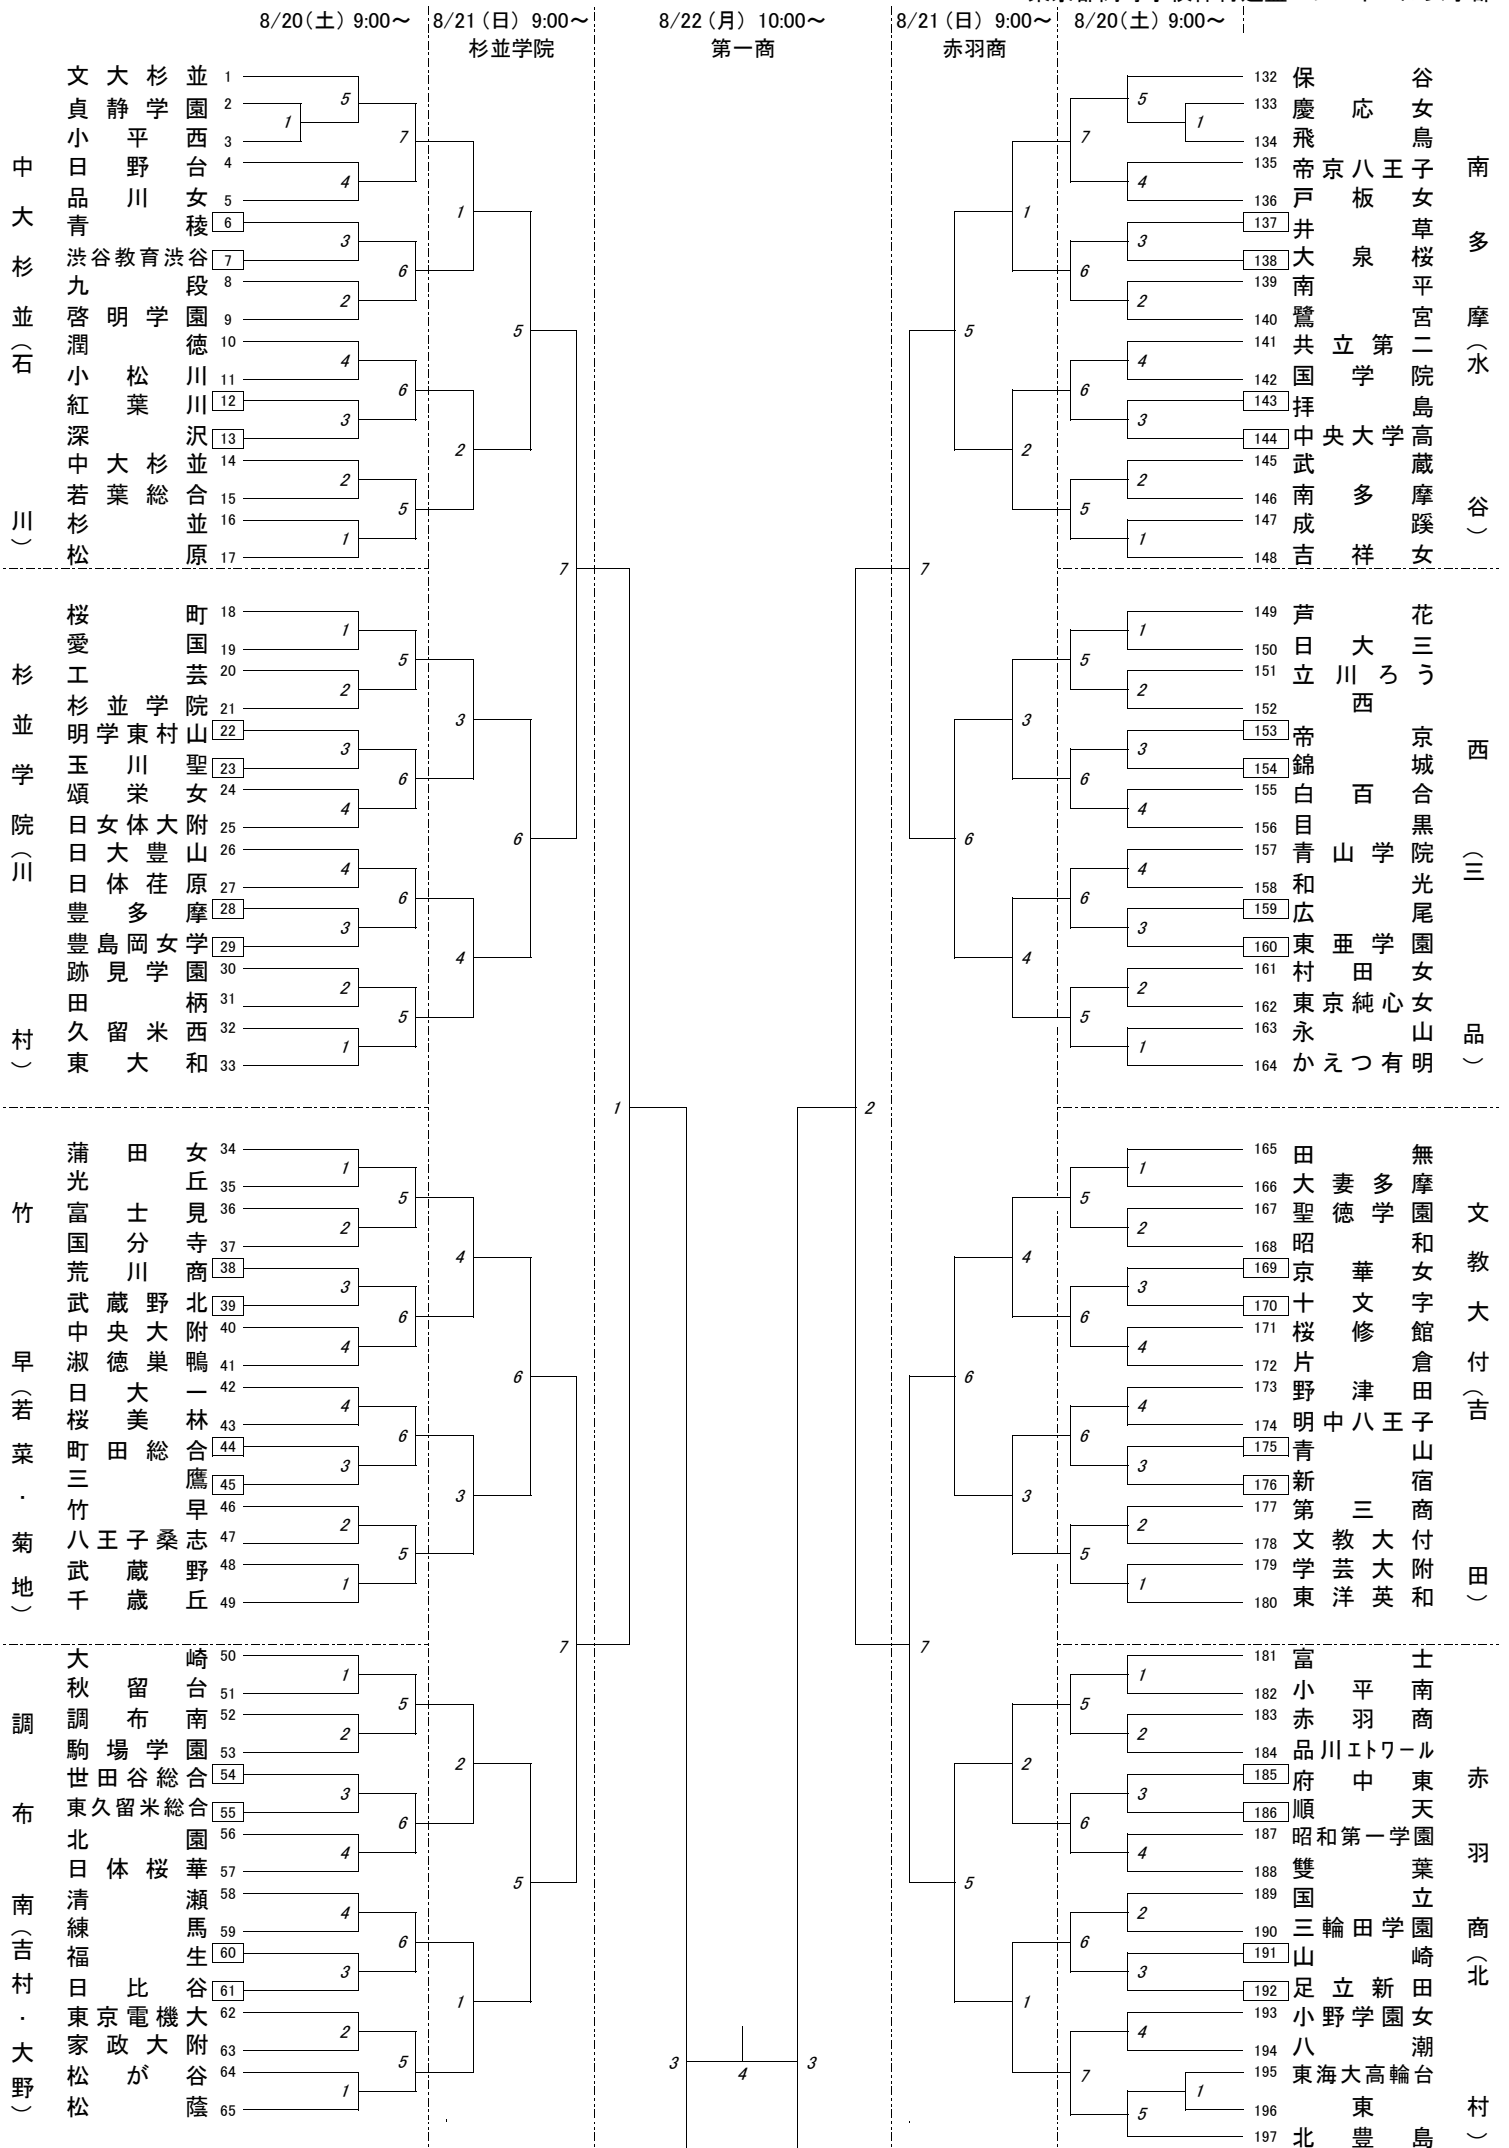 8/20(土) 9:00～ 8/21(日) 9:00～ 8/22(月) 10:00～ 8/21(日) 9:00～ 8/20(土) 9:00～
杉並学院 第一商 赤羽商
中大杉並(石川)
文大杉並 1
貞静学園 2
小平西 3
日野台 4
品川女 5
青稜 6
渋谷教育渋谷 7
九段 8
啓明学園 9
潤徳 10
小松川 11
紅葉川 12
深沢 13
中大杉並 14
若葉総合 15
杉並 16
松原 17
杉並学院(川村)
桜町 18
愛国 19
工芸 20
杉並学院 21
明学東村山 22
玉川聖 23
頌栄女 24
日女体大附 25
日大豊山 26
日体荏原 27
豊多摩 28
豊島岡女学 29
跡見学園 30
田柄 31
久留米西 32
東大和 33
竹早(若菜・菊地)
蒲田女 34
光丘 35
富士見 36
国分寺 37
荒川商 38
武蔵野北 39
中央大附 40
淑徳巣鴨 41
日大一 42
桜美林 43
町田総合 44
三鷹 45
竹早 46
八王子桑志 47
武蔵野 48
千歳丘 49
調布南(吉村・大野)
大崎 50
秋留台 51
調布南 52
駒場学園 53
世田谷総合 54
東久留米総合 55
北園 56
日体桜華 57
清瀬 58
練馬 59
福生 60
日比谷 61
東京電機大 62
家政大附 63
松が谷 64
松蔭 65
132 保谷
133 慶応女
134 飛鳥
135 帝京八王子
136 戸板女
137 井草
138 大泉桜
139 南平
140 鷺宮
141 共立第二
142 国学院
143 拝島
144 中央大学高
145 武蔵
146 南多摩
147 成蹊
148 吉祥女
南多摩(水谷)
149 芦花
150 日大三
151 立川ろう
152 西
153 帝京
154 錦城
155 白百合
156 目黒
157 青山学院
158 和光
159 広尾
160 東亜学園
161 村田女
162 東京純心女
163 永山
164 かえつ有明
西(三品)
165 田無
166 大妻多摩
167 聖徳学園
168 昭和
169 京華女
170 十文字
171 桜修館
172 片倉
173 野津田
174 明中八王子
175 青山
176 新宿
177 第三商
178 文教大付
179 学芸大附
180 東洋英和
文教大付(吉田)
181 富士
182 小平南
183 赤羽商
184 品川エトワール
185 府中東
186 順天
187 昭和第一学園
188 雙葉
189 国立
190 三輪田学園
191 山崎
192 足立新田
193 小野学園女
194 八潮
195 東海大高輪台
196 東
197 北豊島
赤羽商(北村)
1 2
3 4 3